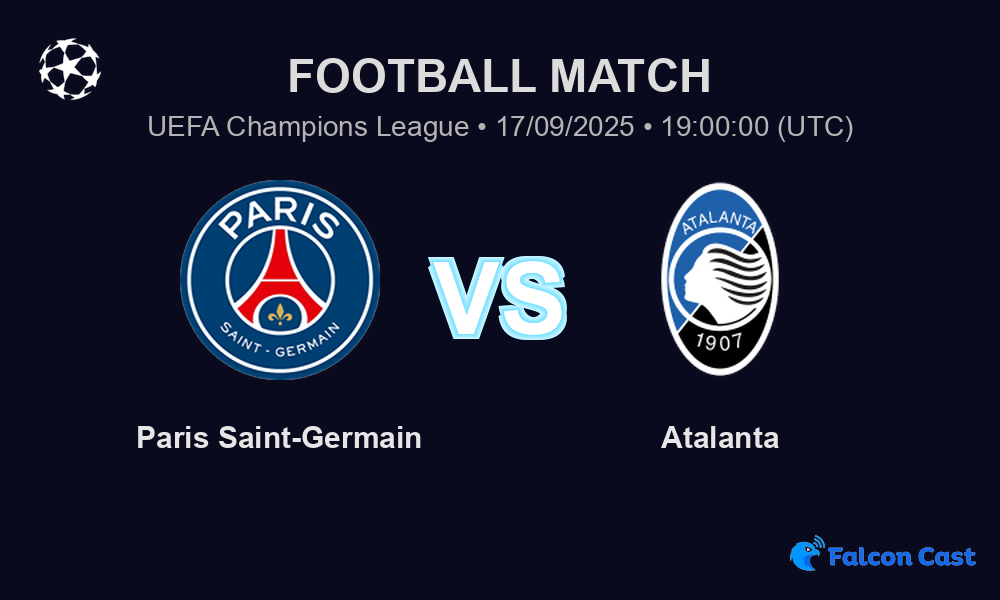 FOOTBALL MATCH
UEFA Champions League • 17/09/2025 • 19:00:00 (UTC)
PARIS
SAINT-GERMAIN
VS
ATALANTA
1907
Paris Saint-Germain
Atalanta
Falcon Cast